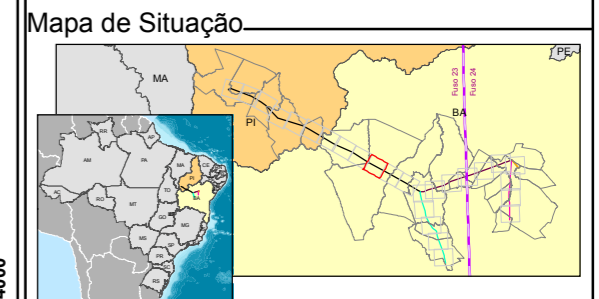 Mapa de Situação
PE
MA
Fuso 23
Fuso 24
PI
BA
RR
AP
AM
PA
MA
CE
PI
AC
RO
TO
BA
MT
GO
MG
MS
SP
PR
RS